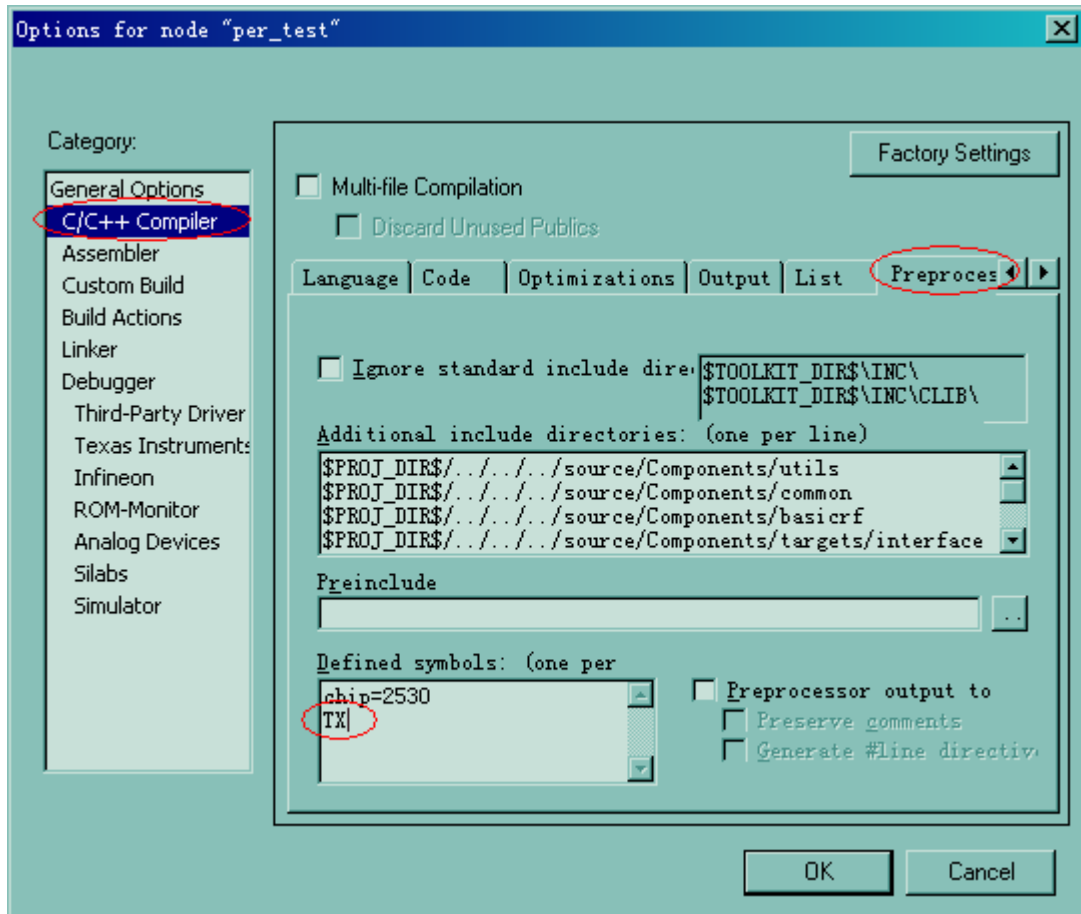 Options for node "per_test"
Category:
General Options
C/C++ Compiler
Assembler
Custom Build
Build Actions
Linker
Debugger
Third-Party Driver
Texas Instruments
Infineon
ROM-Monitor
Analog Devices
Silabs
Simulator
Factory Settings
Multi-file Compilation
Discard Unused Publics
Language Code Optimizations Output List Preproces
Ignore standard include dire
$TOOLKIT_DIR$\INC\
$TOOLKIT_DIR$\INC\CLIB\
Additional include directories: (one per line)
$PROJ_DIR$/../../../source/Components/utils
$PROJ_DIR$/../../../source/Components/common
$PROJ_DIR$/../../../source/Components/basicrf
$PROJ_DIR$/../../../source/Components/targets/interface
Preinclude
..
Defined symbols: (one per
chip=2530
TX
Preprocessor output to
Preserve comments
Generate #line directiv
OK Cancel